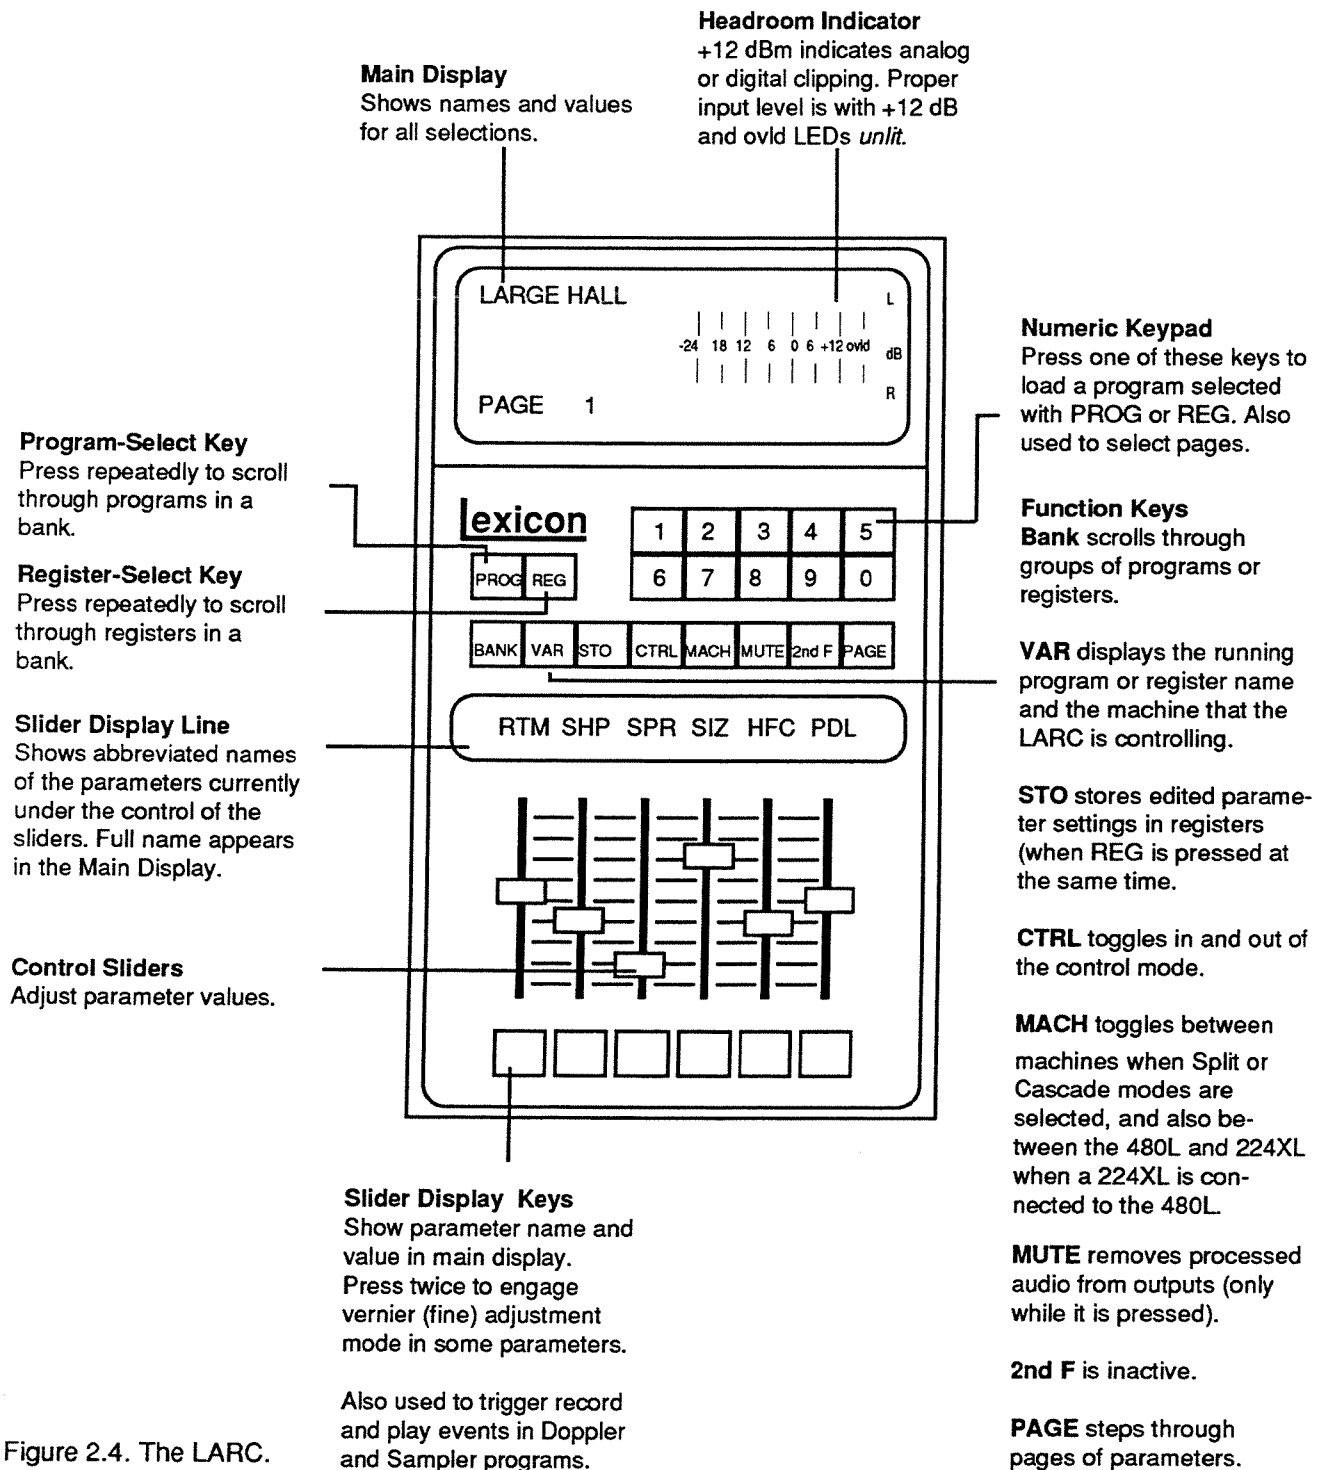 Headroom Indicator
+12 dBm indicates analog
or digital clipping. Proper
input level is with +12 dB
and ovld LEDs unlit.
Main Display
Shows names and values
for all selections.
LARGE HALL
L
-24 18 12 6 0 6 +12 ovld
dB
R
PAGE 1
Numeric Keypad
Press one of these keys to
load a program selected
with PROG or REG. Also
used to select pages.
Program-Select Key
Press repeatedly to scroll
through programs in a
bank.
Register-Select Key
Press repeatedly to scroll
through registers in a
bank.
Slider Display Line
Shows abbreviated names
of the parameters currently
under the control of the
sliders. Full name appears
in the Main Display.
Control Sliders
Adjust parameter values.
Lexicon
1 2 3 4 5
PROG REG
6 7 8 9 0
BANK VAR STO CTRL MACH MUTE 2nd F PAGE
RTM SHP SPR SIZ HFC PDL
Function Keys
Bank scrolls through
groups of programs or
registers.
VAR displays the running
program or register name
and the machine that the
LARC is controlling.
STO stores edited parame-
ter settings in registers
(when REG is pressed at
the same time.
CTRL toggles in and out of
the control mode.
MACH toggles between
machines when Split or
Cascade modes are
selected, and also be-
tween the 480L and 224XL
when a 224XL is con-
nected to the 480L.
MUTE removes processed
audio from outputs (only
while it is pressed).
2nd F is inactive.
PAGE steps through
pages of parameters.
Slider Display Keys
Show parameter name and
value in main display.
Press twice to engage
vernier (fine) adjustment
mode in some parameters.
Also used to trigger record
and play events in Doppler
and Sampler programs.
Figure 2.4. The LARC.